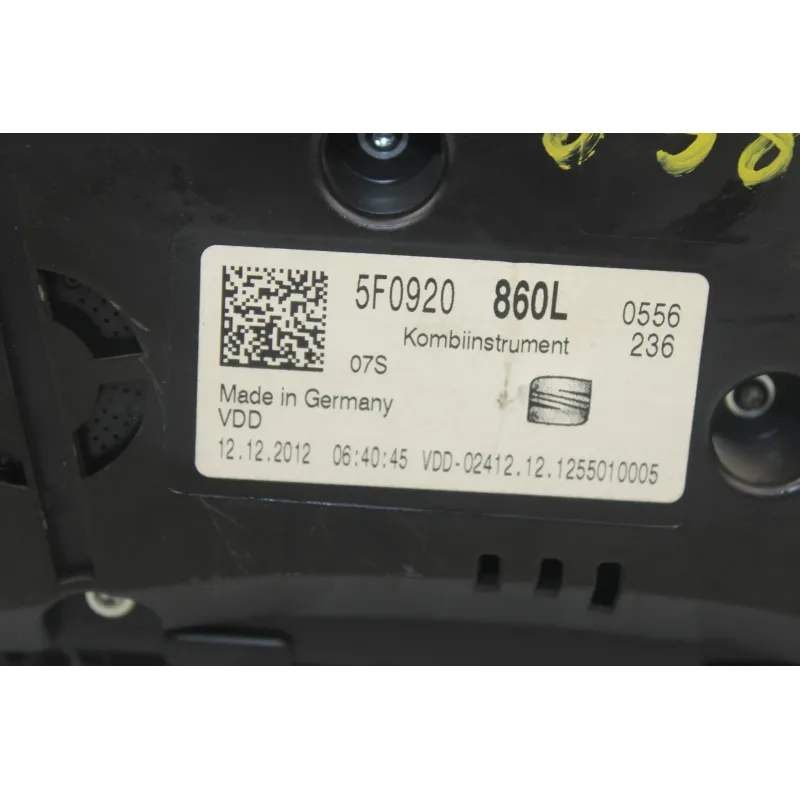 5F0920 860L 0556
Kombiinstrument 236
07S
Made in Germany
VDD
12.12.2012 06:40:45 VDD-02412.12.1255010005